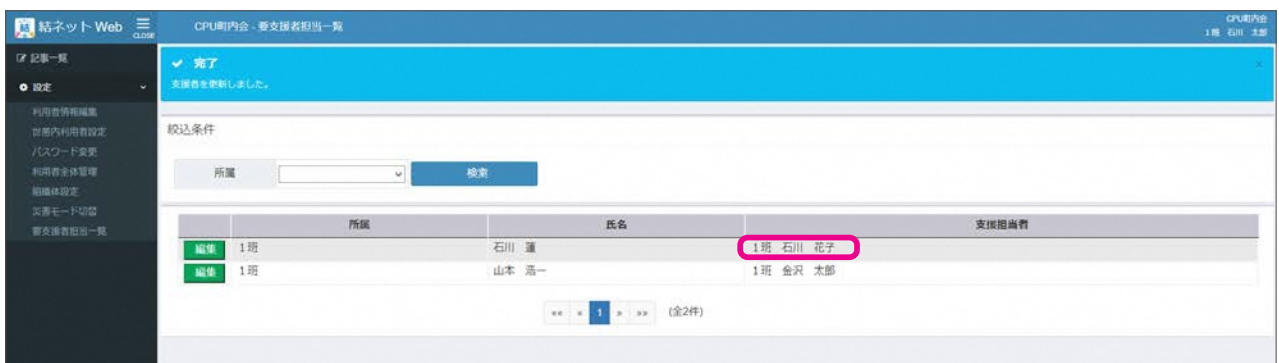 結ネット Web
CLOSE
CPU町内会 - 要支援者担当一覧
CPU町内会
1班 石川 太郎
記事一覧
設定
利用者情報編集
世帯内利用者設定
パスワード変更
利用者全体管理
組織体設定
災害モード切替
要支援者担当一覧
完了
×
支援者を更新しました。
絞込条件
所属
検索
所属 氏名 支援担当者
編集 1班 石川 蓮 1班 石川 花子
編集 1班 山本 浩一 1班 金沢 太郎
«« « 1 » »» (全2件)